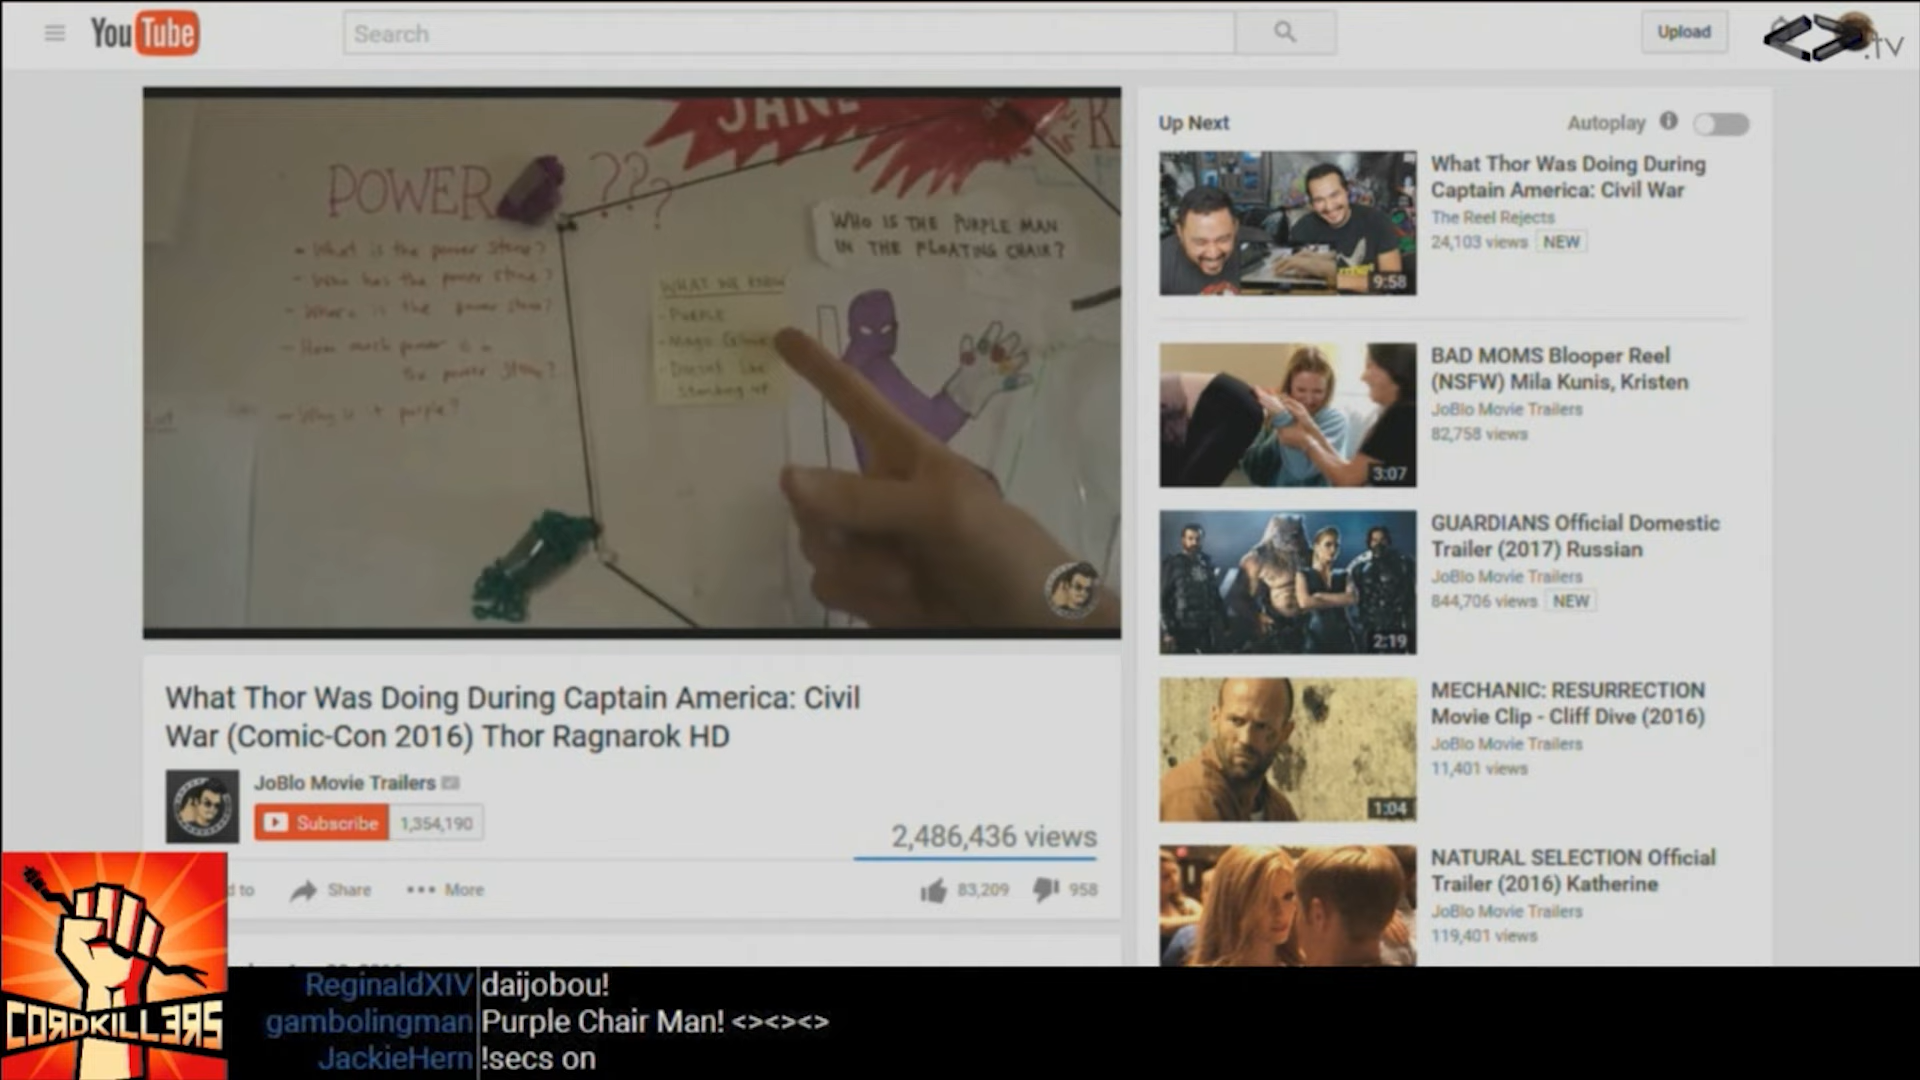 YouTube
Search
Upload
.tv
JANE
POWER ???
- What is the power stone?
- Who has the power stone?
- Where is the power stone?
- How much power is in
the power stone?
- Why is it purple?
WHO IS THE PURPLE MAN
IN THE FLOATING CHAIR?
WHAT WE KNOW
- PURPLE
- Magic
- Doesn't like
Standing up
What Thor Was Doing During Captain America: Civil
War (Comic-Con 2016) Thor Ragnarok HD
JoBlo Movie Trailers
Subscribe 1,354,190
2,486,436 views
d to Share More
83,209 958
Up Next
Autoplay
What Thor Was Doing During
Captain America: Civil War
The Reel Rejects
24,103 views NEW
9:58
BAD MOMS Blooper Reel
(NSFW) Mila Kunis, Kristen
JoBlo Movie Trailers
82,758 views
3:07
GUARDIANS Official Domestic
Trailer (2017) Russian
JoBlo Movie Trailers
844,706 views NEW
2:19
MECHANIC: RESURRECTION
Movie Clip - Cliff Dive (2016)
JoBlo Movie Trailers
11,401 views
1:04
NATURAL SELECTION Official
Trailer (2016) Katherine
JoBlo Movie Trailers
119,401 views
CORDKILLERS
ReginaldXIV daijobou!
gambolingman Purple Chair Man! <><><>
JackieHern !secs on